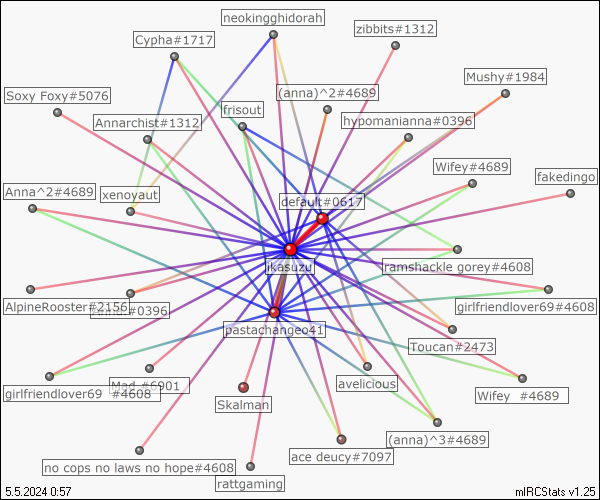 neokingghidorah
zibbits#1312
Cypha#1717
Mushy#1984
(anna)^2#4689
Soxy Foxy#5076
frisout
hypomanianna#0396
Annarchist#1312
Wifey#4689
fakedingo
Anna^2#4689
xenovaut
default#0617
ikasuzu
ramshackle gorey#4608
AlpineRooster#2156
#0396
girlfriendlover69#4608
pastachangeo41
Toucan#2473
Mad #6901
avelicious
girlfriendlover69 #4608
Wifey #4689
Skalman
(anna)^3#4689
ace deucy#7097
no cops no laws no hope#4608
rattgaming
5.5.2024 0:57
mIRCStats v1.25